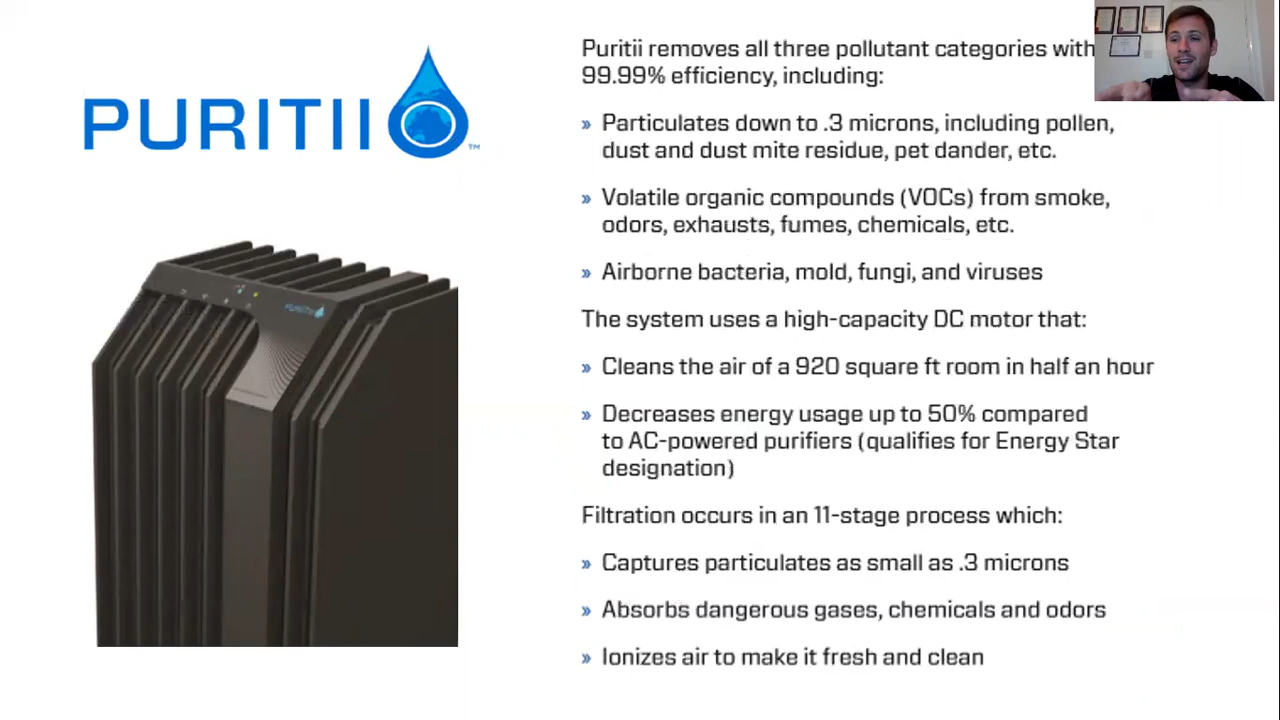 PURITII
™
Puritii removes all three pollutant categories with
99.99% efficiency, including:
» Particulates down to .3 microns, including pollen,
dust and dust mite residue, pet dander, etc.
» Volatile organic compounds (VOCs) from smoke,
odors, exhausts, fumes, chemicals, etc.
» Airborne bacteria, mold, fungi, and viruses
The system uses a high-capacity DC motor that:
» Cleans the air of a 920 square ft room in half an hour
» Decreases energy usage up to 50% compared
to AC-powered purifiers (qualifies for Energy Star
designation)
Filtration occurs in an 11-stage process which:
» Captures particulates as small as .3 microns
» Absorbs dangerous gases, chemicals and odors
» Ionizes air to make it fresh and clean
PURITII